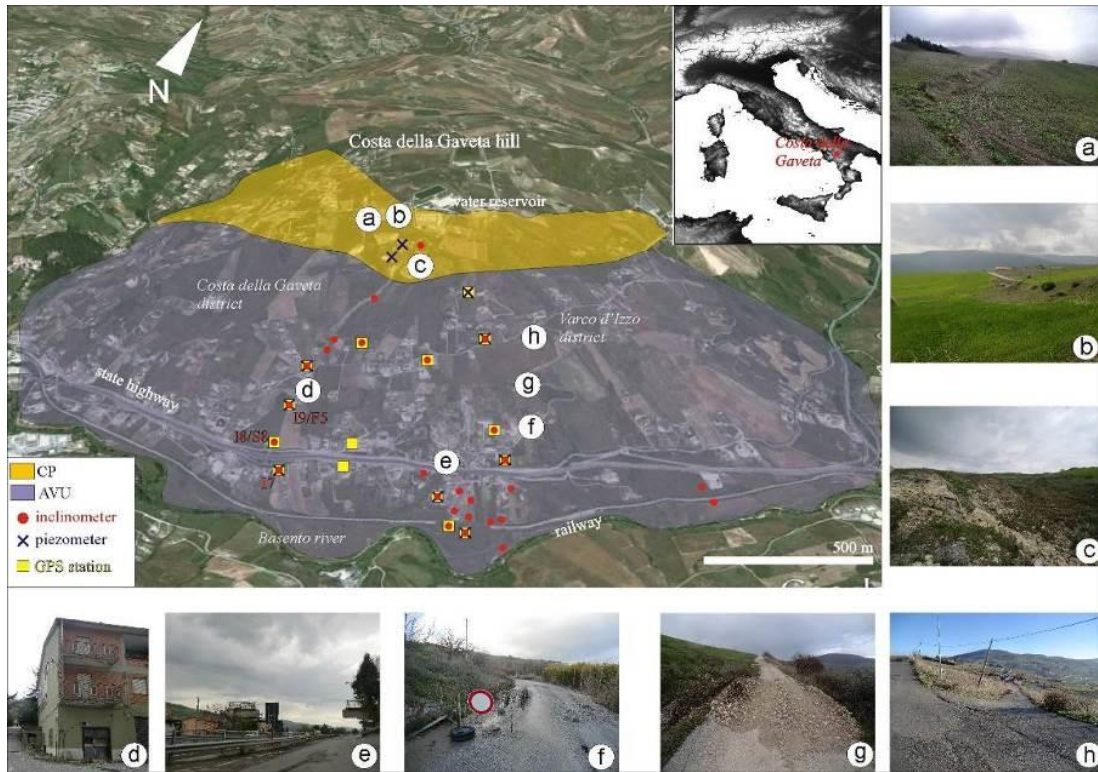 N
Costa della Gaveta hill
water reservoir
a
b
c
Costa della Gaveta
district
Varco d'Izzo
district
h
g
d
f
e
state highway
I9/F5
I8/S8
I7
Basento river
railway
500 m
CP
AVU
inclinometer
piezometer
GPS station
Costa della
Gaveta
a
b
c
d
e
f
g
h